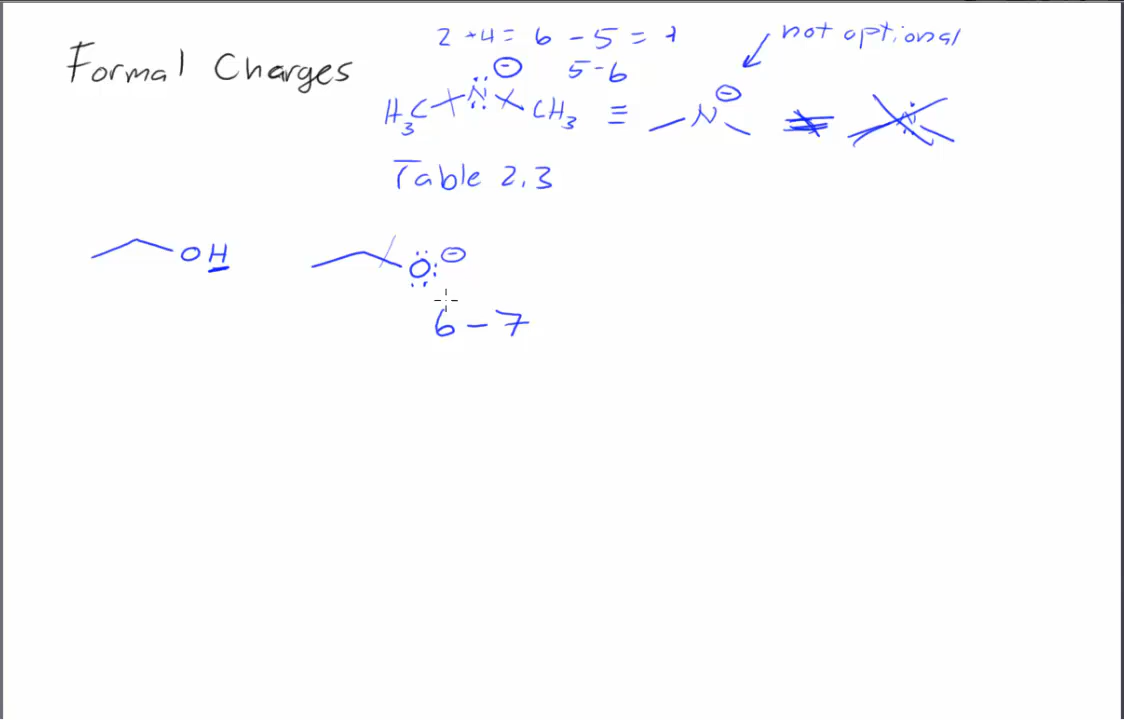 Formal Charges
2 + 4 = 6 - 5 = 1
5 - 6
H3C N CH3 ≡ N
⊖ ⊖
not optional
N
Table 2.3
OH O ⊖
6 - 7